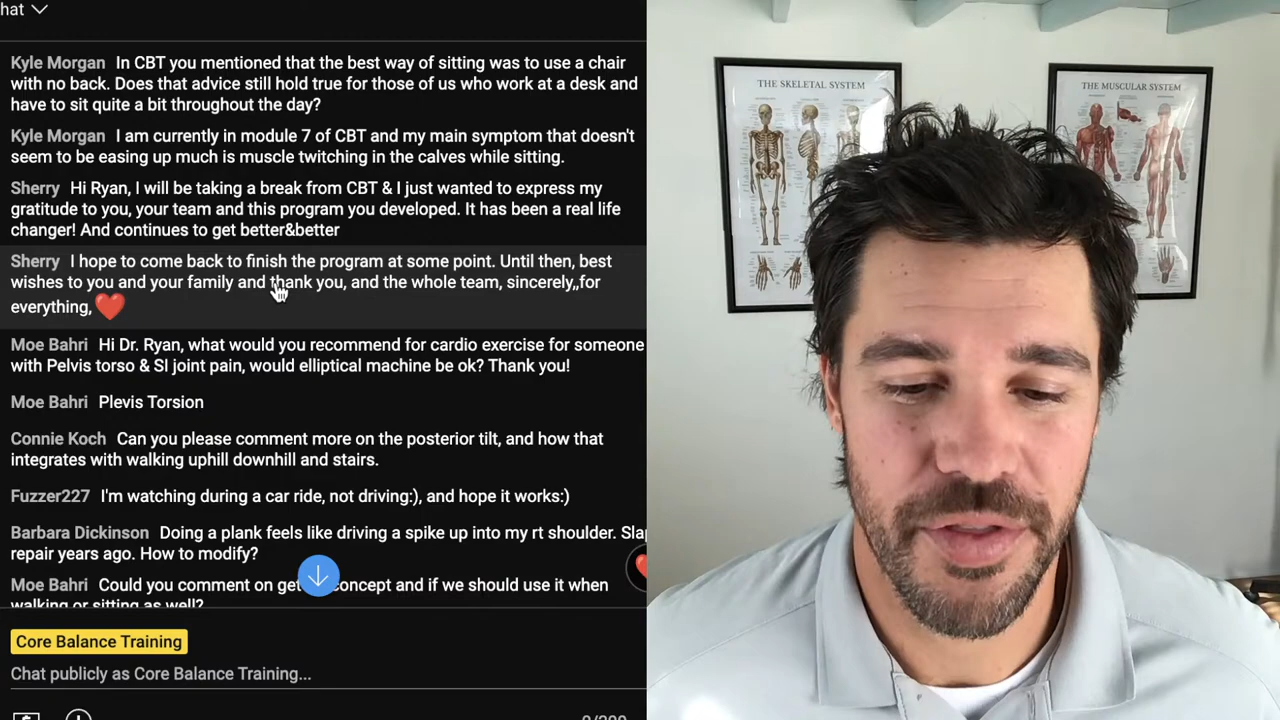 hat
Kyle Morgan In CBT you mentioned that the best way of sitting was to use a chair
with no back. Does that advice still hold true for those of us who work at a desk and
have to sit quite a bit throughout the day?
Kyle Morgan I am currently in module 7 of CBT and my main symptom that doesn't
seem to be easing up much is muscle twitching in the calves while sitting.
Sherry Hi Ryan, I will be taking a break from CBT & I just wanted to express my
gratitude to you, your team and this program you developed. It has been a real life
changer! And continues to get better&better
Sherry I hope to come back to finish the program at some point. Until then, best
wishes to you and your family and thank you, and the whole team, sincerely,,for
everything,
Moe Bahri Hi Dr. Ryan, what would you recommend for cardio exercise for someone
with Pelvis torso & SI joint pain, would elliptical machine be ok? Thank you!
Moe Bahri Plevis Torsion
Connie Koch Can you please comment more on the posterior tilt, and how that
integrates with walking uphill downhill and stairs.
Fuzzer227 I'm watching during a car ride, not driving:), and hope it works:)
Barbara Dickinson Doing a plank feels like driving a spike up into my rt shoulder. Slap
repair years ago. How to modify?
Moe Bahri Could you comment on get concept and if we should use it when
walking or sitting as well?
Core Balance Training
Chat publicly as Core Balance Training...
0/200
THE SKELETAL SYSTEM
THE MUSCULAR SYSTEM